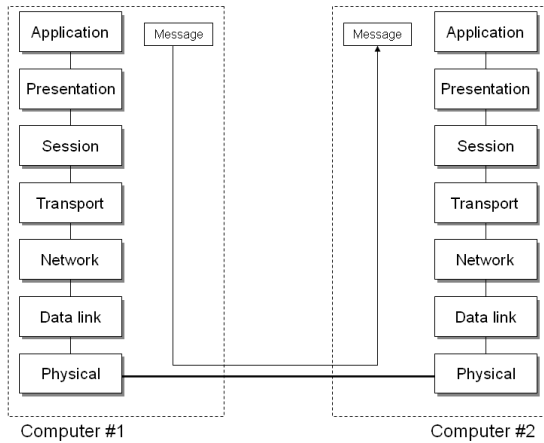 Application
Message
Presentation
Session
Transport
Network
Data link
Physical
Computer #1
Message
Application
Presentation
Session
Transport
Network
Data link
Physical
Computer #2